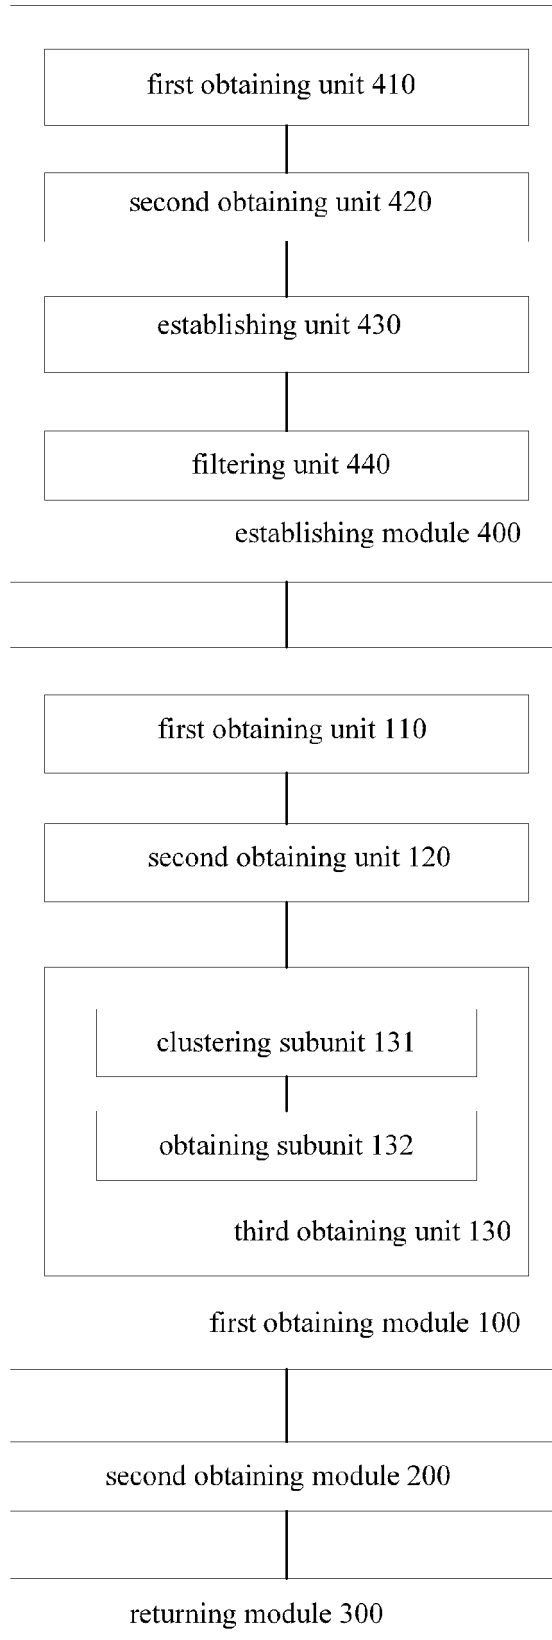 first obtaining unit 410
second obtaining unit 420
establishing unit 430
filtering unit 440
establishing module 400
first obtaining unit 110
second obtaining unit 120
clustering subunit 131
obtaining subunit 132
third obtaining unit 130
first obtaining module 100
second obtaining module 200
returning module 300